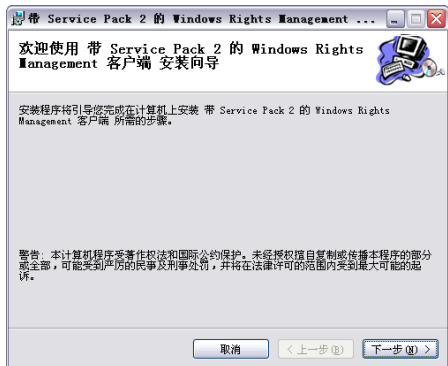 带 Service Pack 2 的 Windows Rights Management ...
欢迎使用 带 Service Pack 2 的 Windows Rights
Management 客户端 安装向导
安装程序将引导您完成在计算机上安装 带 Service Pack 2 的 Windows Rights
Management 客户端 所需的步骤。
警告: 本计算机程序受著作权法和国际公约保护。未经授权擅自复制或传播本程序的部分
或全部，可能受到严厉的民事及刑事处罚，并将在法律许可的范围内受到最大可能的起
诉。
取消 < 上一步(B) 下一步(N) >